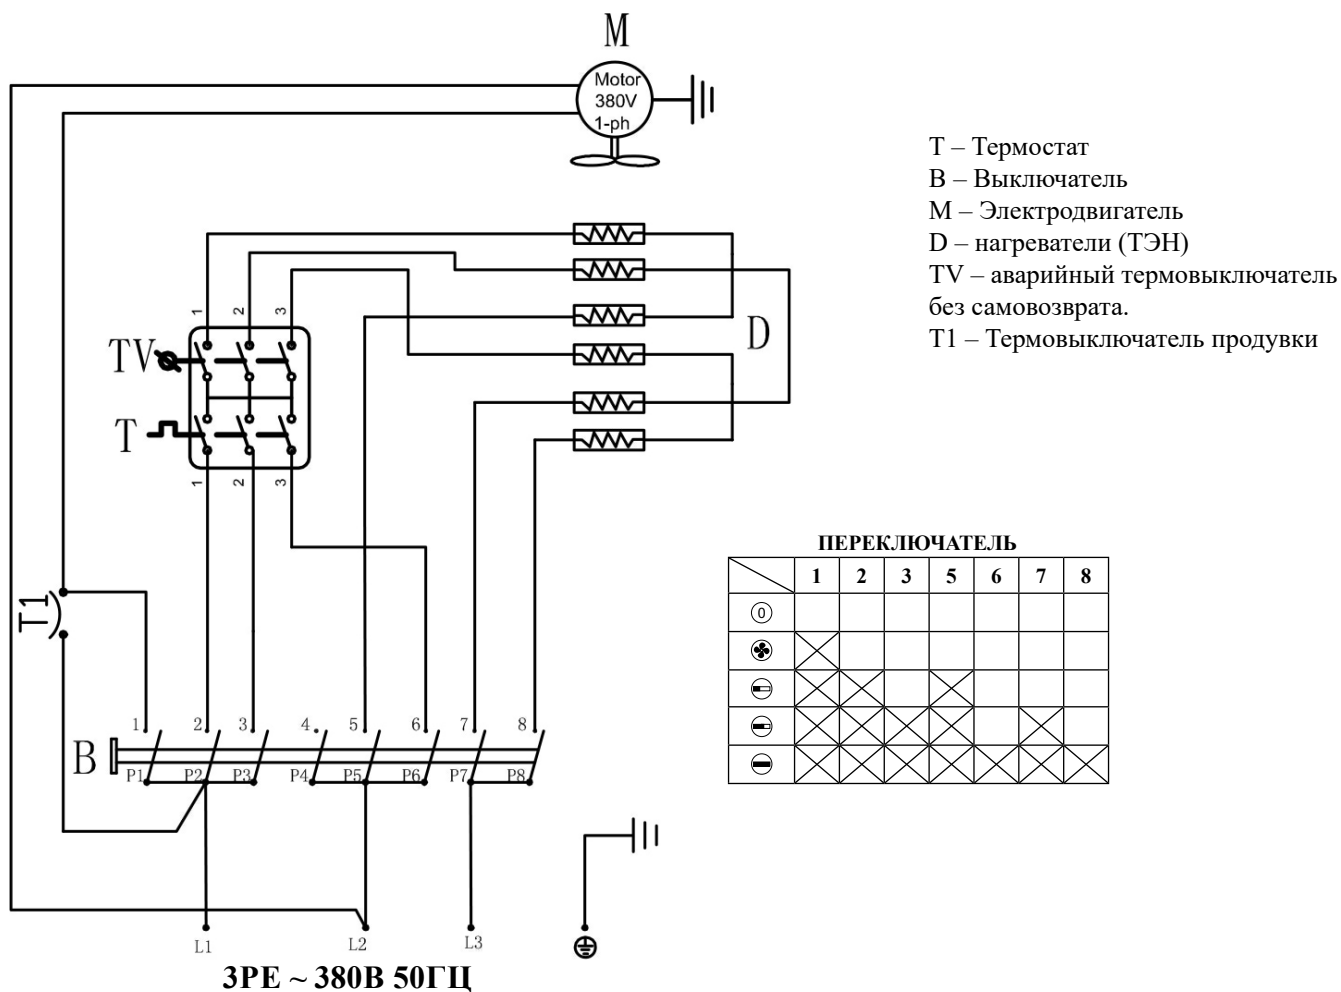 M
Motor
380V
1-ph
T – Термостат
В – Выключатель
М – Электродвигатель
D – нагреватели (ТЭН)
TV – аварийный термовыключатель
без самовозврата.
Т1 – Термовыключатель продувки
1 2 3
TV
D
T
1 2 3
T1
1 2 3 4 5 6 7 8
B
P1 P2 P3 P4 P5 P6 P7 P8
L1 L2 L3
3PE ~ 380В 50ГЦ
ПЕРЕКЛЮЧАТЕЛЬ
1 2 3 5 6 7 8
0